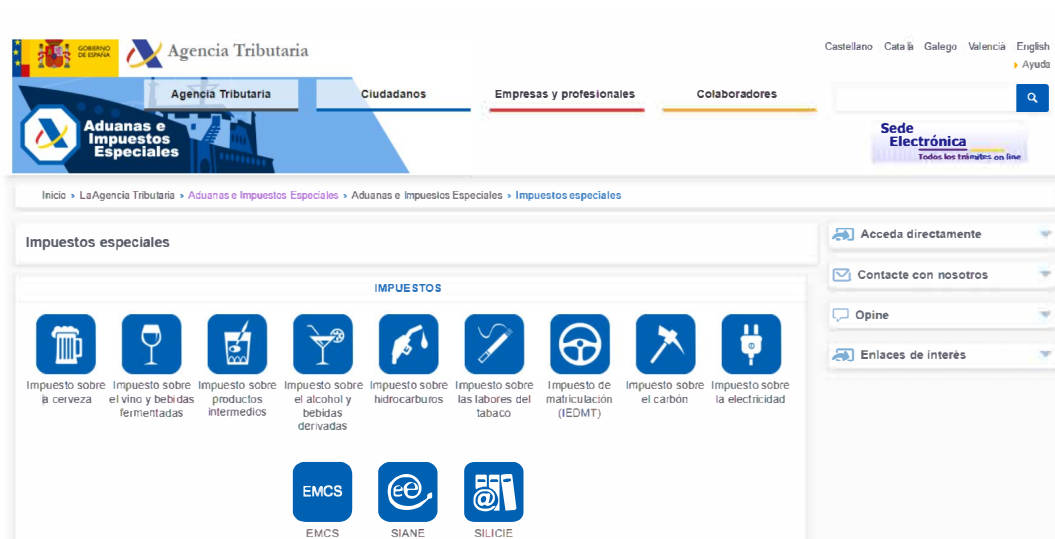 GOBIERNO
DE ESPAÑA
Agencia Tributaria
Castellano Català Galego Valencià English
Ayuda
Agencia Tributaria Ciudadanos Empresas y profesionales Colaboradores
Aduanas e
Impuestos
Especiales
Sede
Electrónica
Todos los trámites on line
Inicio LaAgencia Tributaria Aduanas e Impuestos Especiales Aduanas e Impuestos Especiales Impuestos especiales
Impuestos especiales
Acceda directamente
Contacte con nosotros
Opine
Enlaces de interés
IMPUESTOS
Impuesto sobre
la cerveza
Impuesto sobre
el vino y bebidas
fermentadas
Impuesto sobre
productos
intermedios
Impuesto sobre
el alcohol y
bebidas
derivadas
Impuesto sobre
hidrocarburos
Impuesto sobre
las labores del
tabaco
Impuesto de
matriculación
(IEDMT)
Impuesto sobre
el carbón
Impuesto sobre
la electricidad
EMCS
EMCS
SIANE
SILICIE